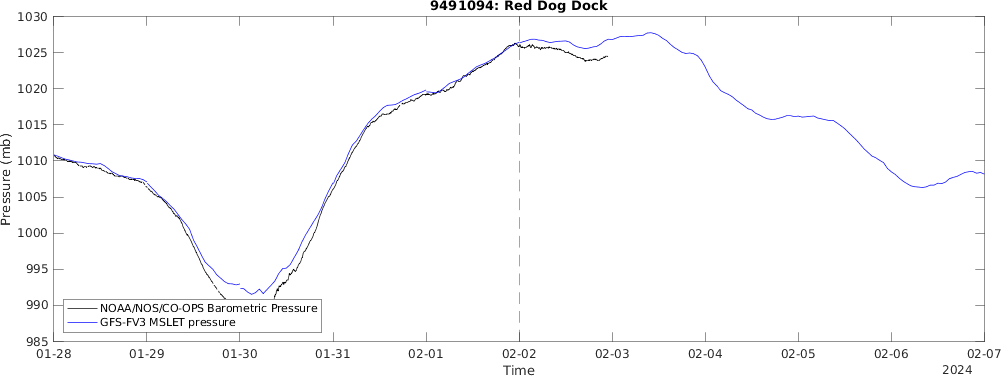 9491094: Red Dog Dock
1030
1025
1020
1015
1010
1005
1000
995
990
985
Pressure (mb)
NOAA/NOS/CO-OPS Barometric Pressure
GFS-FV3 MSLET pressure
01-28 01-29 01-30 01-31 02-01 02-02 02-03 02-04 02-05 02-06 02-07
Time
2024